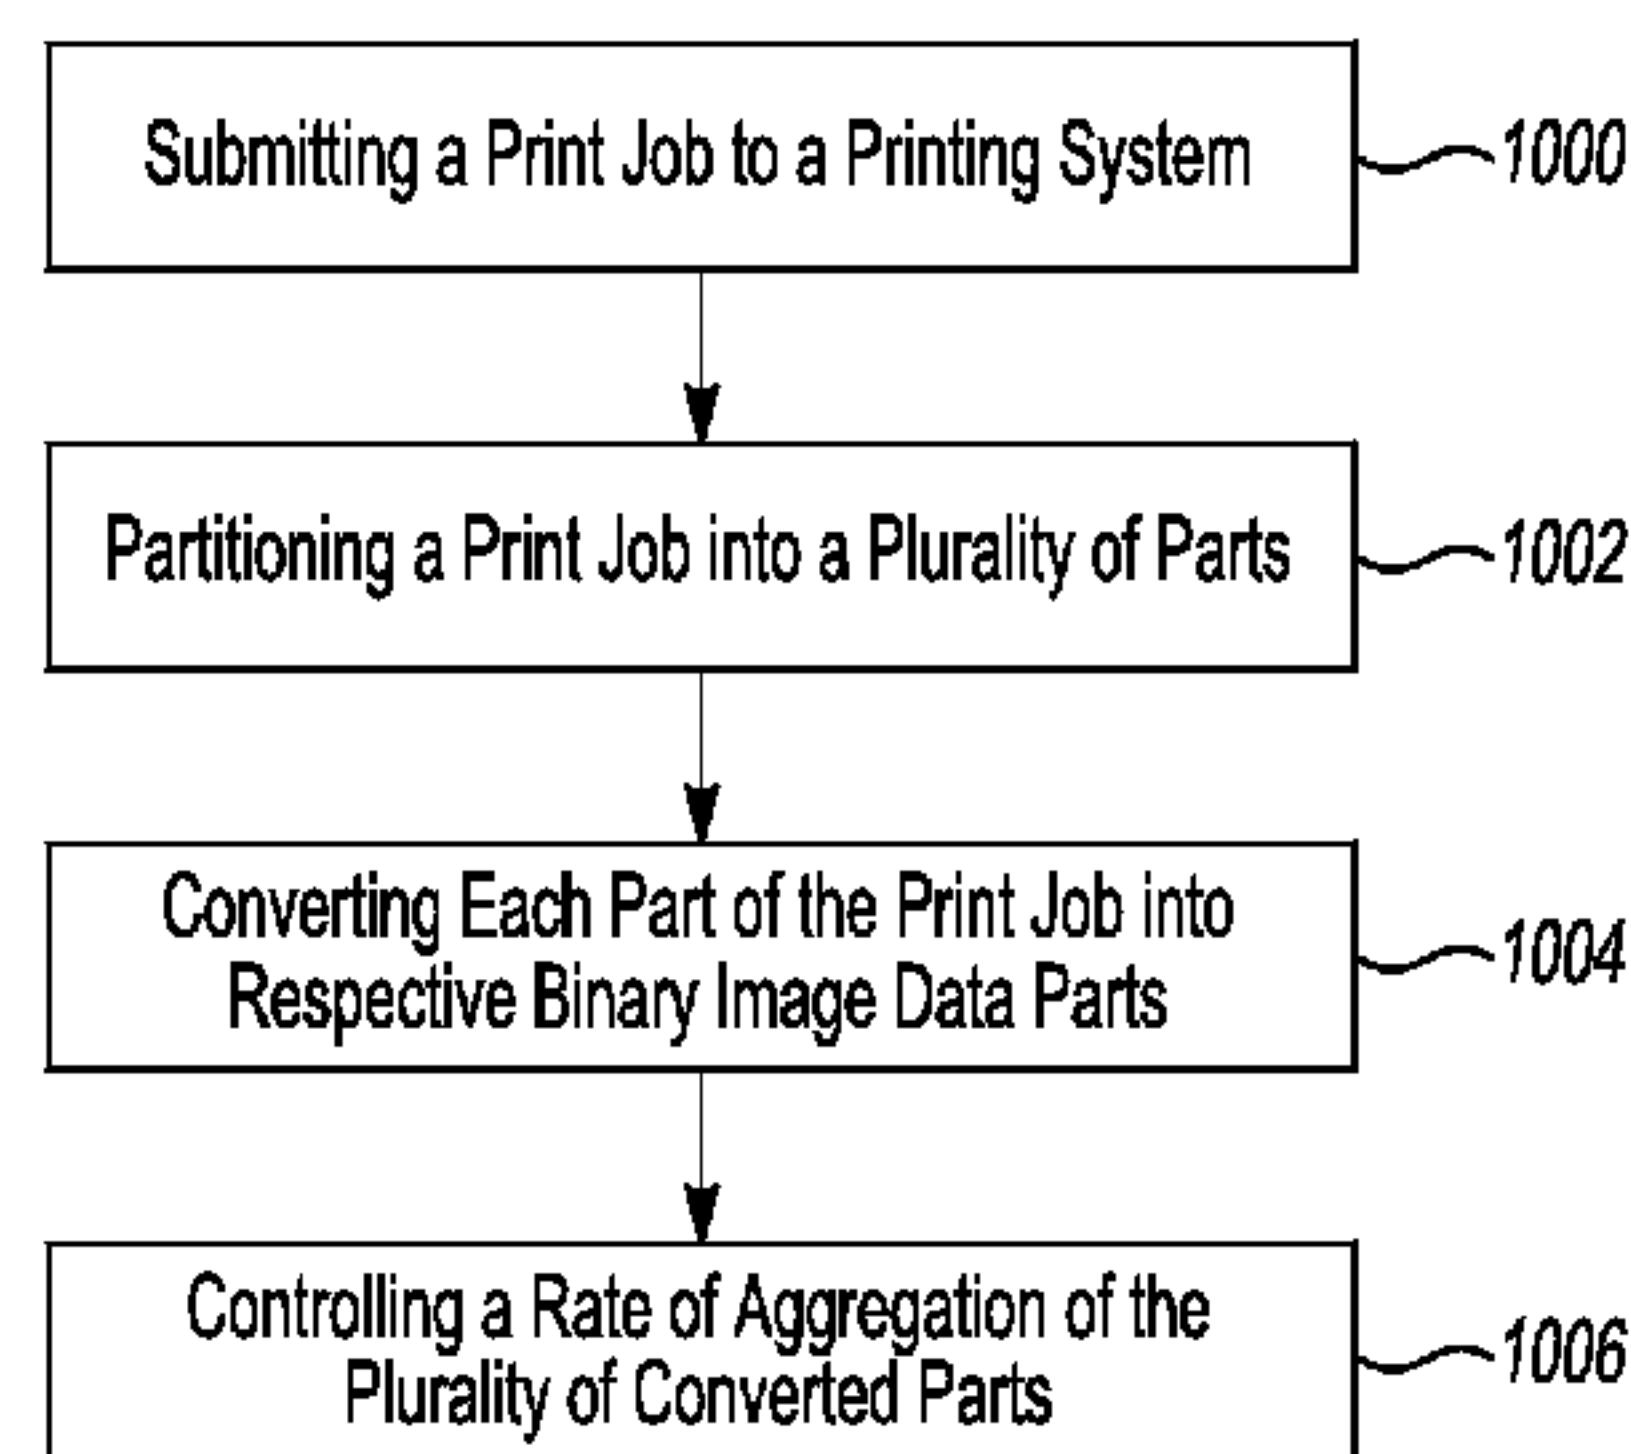 Submitting a Print Job to a Printing System
1000
Partitioning a Print Job into a Plurality of Parts
1002
Converting Each Part of the Print Job into
Respective Binary Image Data Parts
1004
Controlling a Rate of Aggregation of the
Plurality of Converted Parts
1006